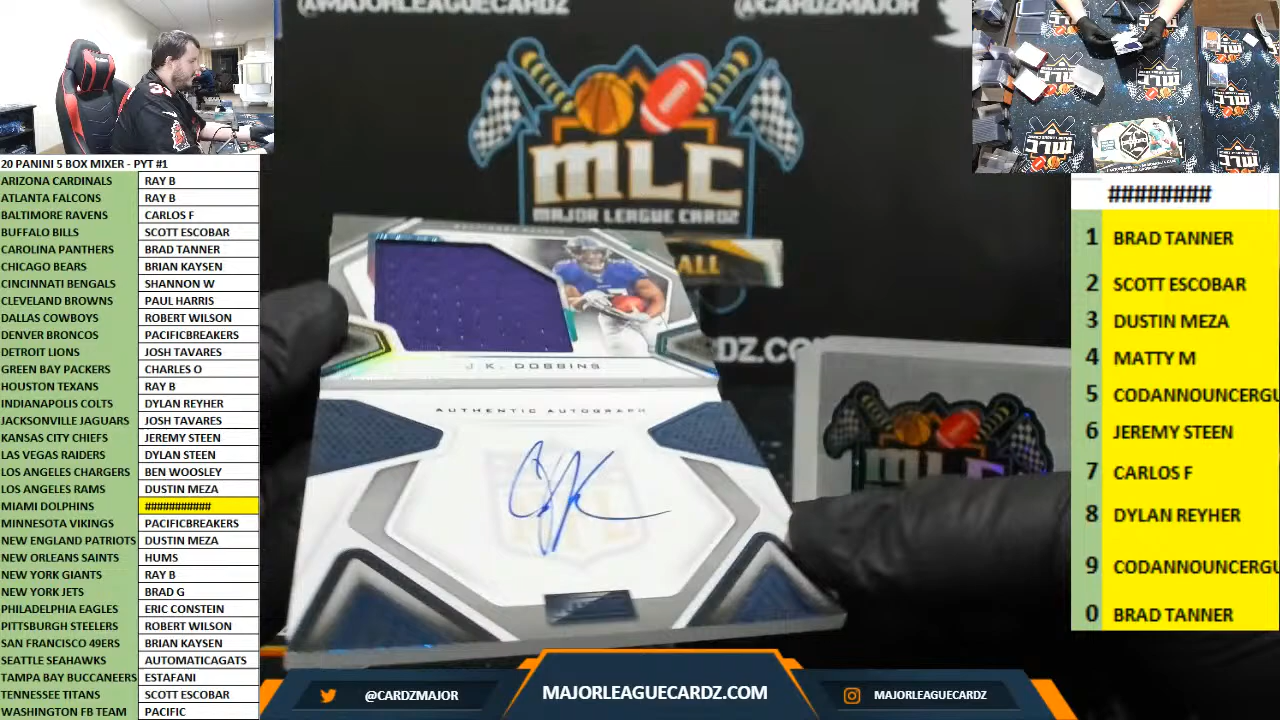 @MAJORLEAGUECARDZ
@CARDZMAJOR
MLC
MAJOR LEAGUE CARDZ
20 PANINI 5 BOX MIXER - PYT #1
ARIZONA CARDINALS RAY B
ATLANTA FALCONS RAY B
BALTIMORE RAVENS CARLOS F
BUFFALO BILLS SCOTT ESCOBAR
CAROLINA PANTHERS BRAD TANNER
CHICAGO BEARS BRIAN KAYSEN
CINCINNATI BENGALS SHANNON W
CLEVELAND BROWNS PAUL HARRIS
DALLAS COWBOYS ROBERT WILSON
DENVER BRONCOS PACIFICBREAKERS
DETROIT LIONS JOSH TAVARES
GREEN BAY PACKERS CHARLES O
HOUSTON TEXANS RAY B
INDIANAPOLIS COLTS DYLAN REYHER
JACKSONVILLE JAGUARS JOSH TAVARES
KANSAS CITY CHIEFS JEREMY STEEN
LAS VEGAS RAIDERS DYLAN STEEN
LOS ANGELES CHARGERS BEN WOOSLEY
LOS ANGELES RAMS DUSTIN MEZA
MIAMI DOLPHINS ###########
MINNESOTA VIKINGS PACIFICBREAKERS
NEW ENGLAND PATRIOTS DUSTIN MEZA
NEW ORLEANS SAINTS HUMS
NEW YORK GIANTS RAY B
NEW YORK JETS BRAD G
PHILADELPHIA EAGLES ERIC CONSTEIN
PITTSBURGH STEELERS ROBERT WILSON
SAN FRANCISCO 49ERS BRIAN KAYSEN
SEATTLE SEAHAWKS AUTOMATICAGATS
TAMPA BAY BUCCANEERS ESTAFANI
TENNESSEE TITANS SCOTT ESCOBAR
WASHINGTON FB TEAM PACIFIC
ALL
DZ.CO
J.K. DOBBINS
AUTHENTIC AUTOGRAPH
MLC
########
1 BRAD TANNER
2 SCOTT ESCOBAR
3 DUSTIN MEZA
4 MATTY M
5 CODANNOUNCERGU
6 JEREMY STEEN
7 CARLOS F
8 DYLAN REYHER
9 CODANNOUNCERGU
0 BRAD TANNER
@CARDZMAJOR
MAJORLEAGUECARDZ.COM
MAJORLEAGUECARDZ